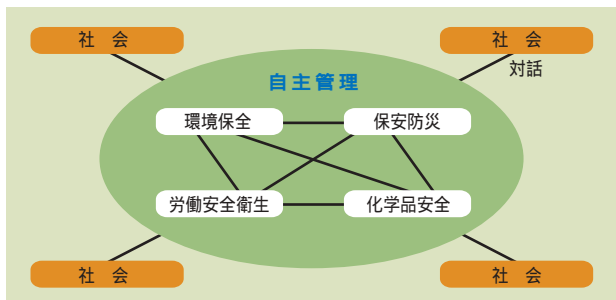 社 会
社 会
対話
自主管理
環境保全
保安防災
労働安全衛生
化学品安全
社 会
社 会